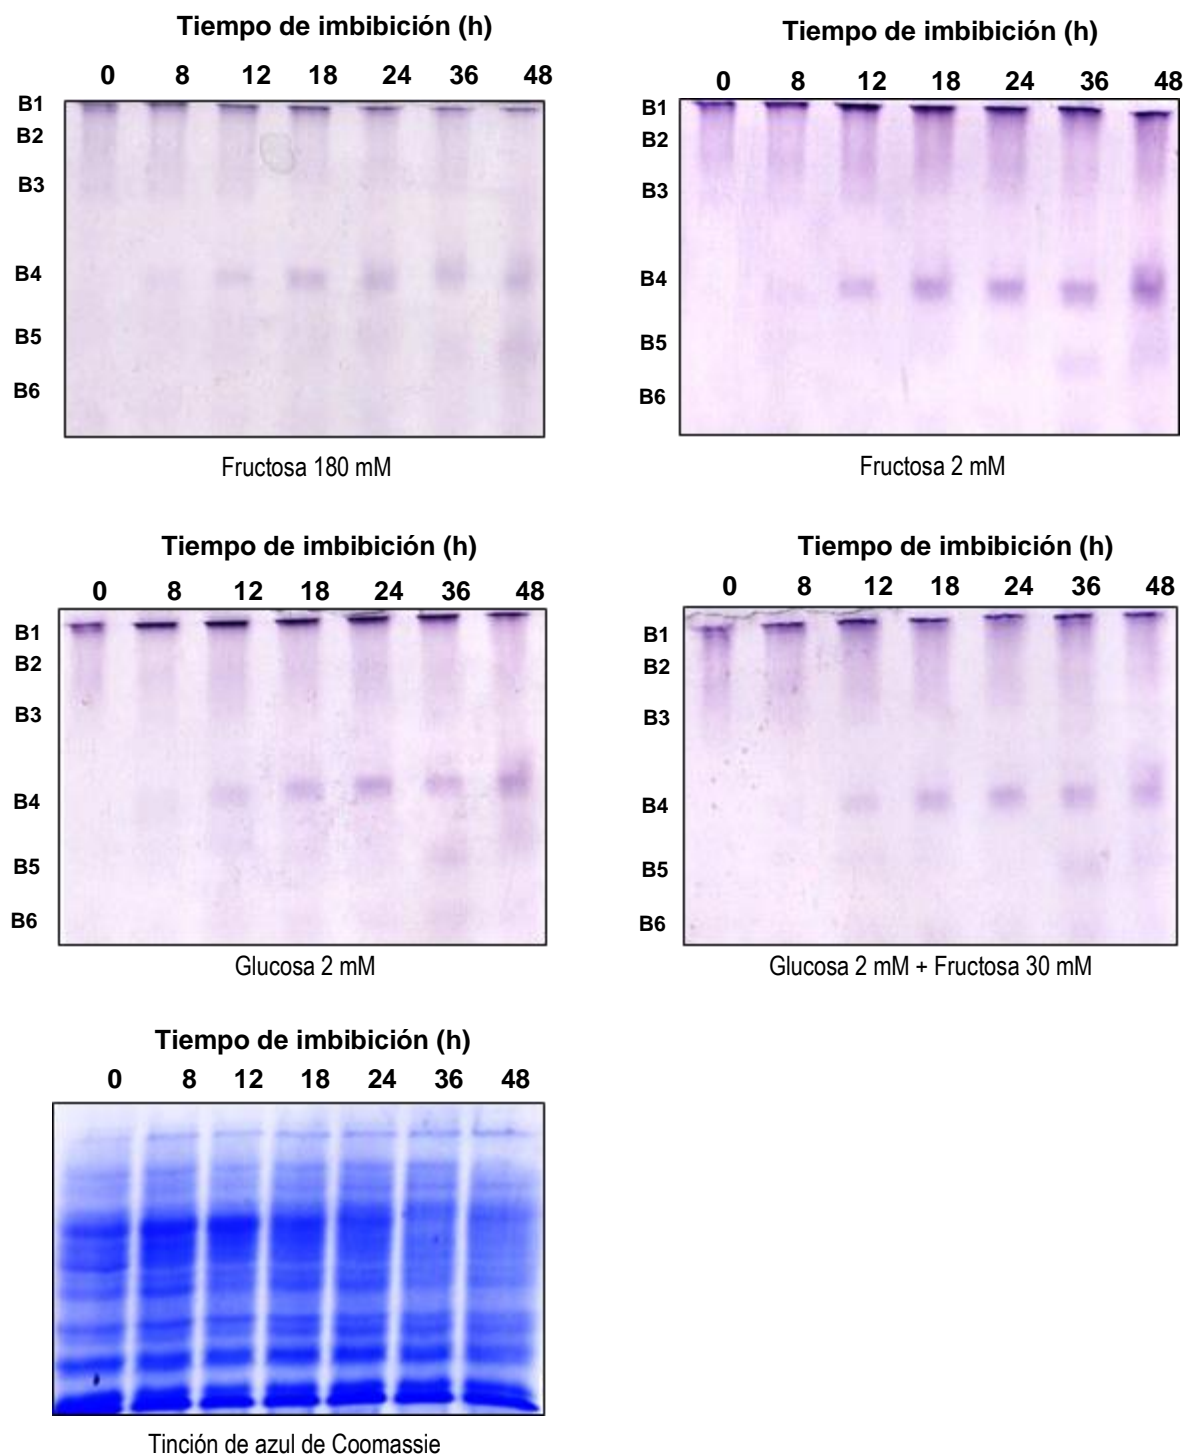 Tiempo de imbibición (h)
0 8 12 18 24 36 48
B1
B2
B3
B4
B5
B6
Fructosa 180 mM
Tiempo de imbibición (h)
0 8 12 18 24 36 48
B1
B2
B3
B4
B5
B6
Fructosa 2 mM
Tiempo de imbibición (h)
0 8 12 18 24 36 48
B1
B2
B3
B4
B5
B6
Glucosa 2 mM
Tiempo de imbibición (h)
0 8 12 18 24 36 48
B1
B2
B3
B4
B5
B6
Glucosa 2 mM + Fructosa 30 mM
Tiempo de imbibición (h)
0 8 12 18 24 36 48
Tinción de azul de Coomassie